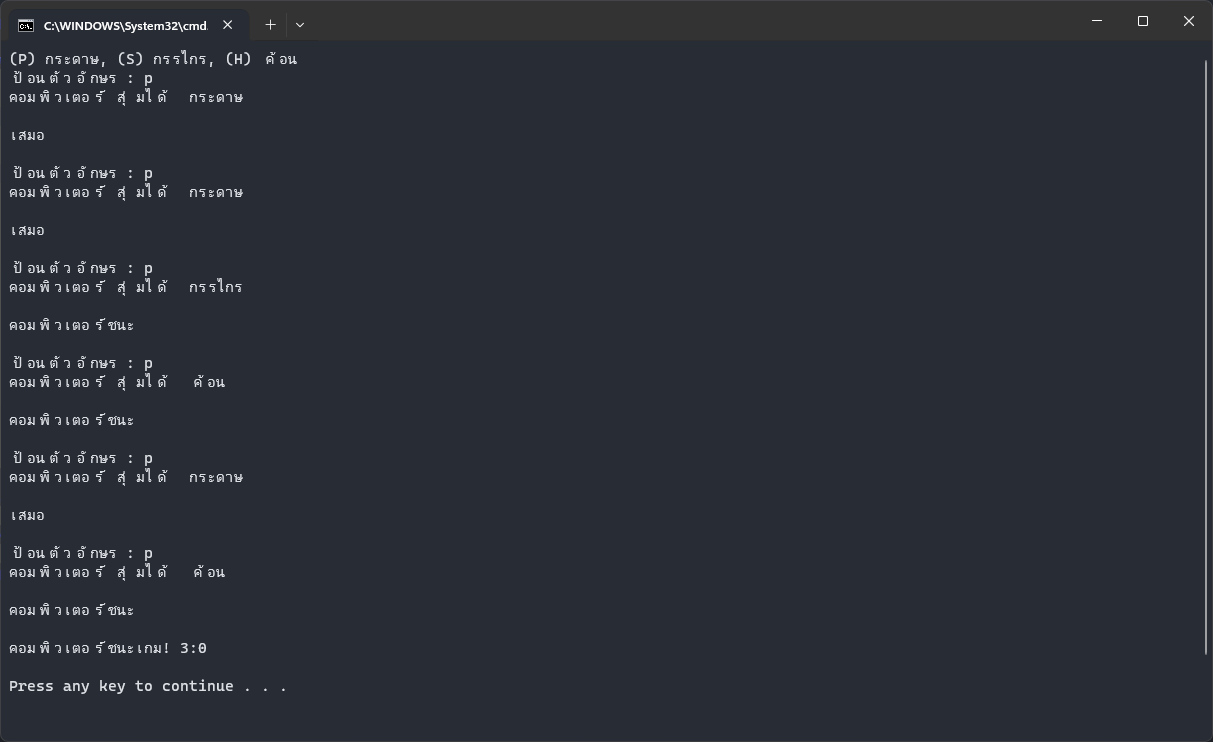 C:\WINDOWS\System32\cmd.
(P) กระดาษ, (S) กรรไกร, (H) ค้อน
ป้อนตัวอักษร : p
คอมพิวเตอร์ สุ่มได้ กระดาษ
เสมอ
ป้อนตัวอักษร : p
คอมพิวเตอร์ สุ่มได้ กระดาษ
เสมอ
ป้อนตัวอักษร : p
คอมพิวเตอร์ สุ่มได้ กรรไกร
คอมพิวเตอร์ชนะ
ป้อนตัวอักษร : p
คอมพิวเตอร์ สุ่มได้ ค้อน
คอมพิวเตอร์ชนะ
ป้อนตัวอักษร : p
คอมพิวเตอร์ สุ่มได้ กระดาษ
เสมอ
ป้อนตัวอักษร : p
คอมพิวเตอร์ สุ่มได้ ค้อน
คอมพิวเตอร์ชนะ
คอมพิวเตอร์ชนะเกม! 3:0
Press any key to continue . . .